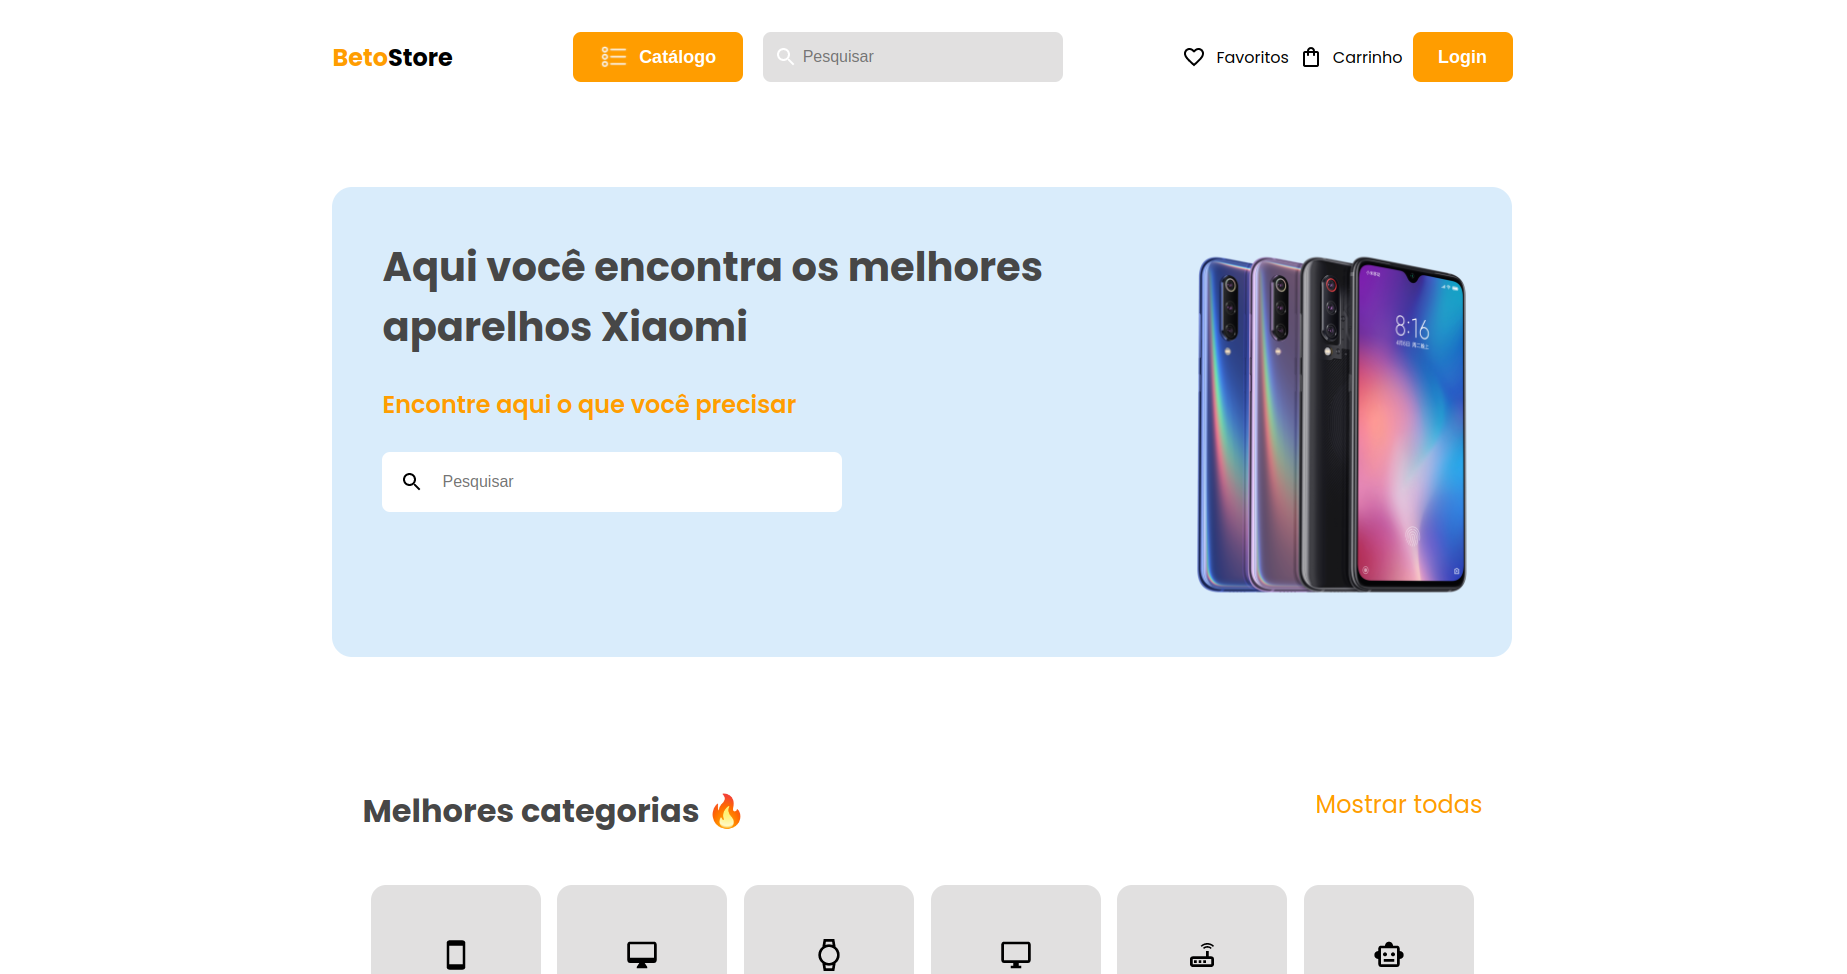 BetoStore
Catálogo
Pesquisar
Favoritos
Carrinho
Login
Aqui você encontra os melhores
aparelhos Xiaomi
Encontre aqui o que você precisar
Pesquisar
8:16
Melhores categorias 🔥
Mostrar todas